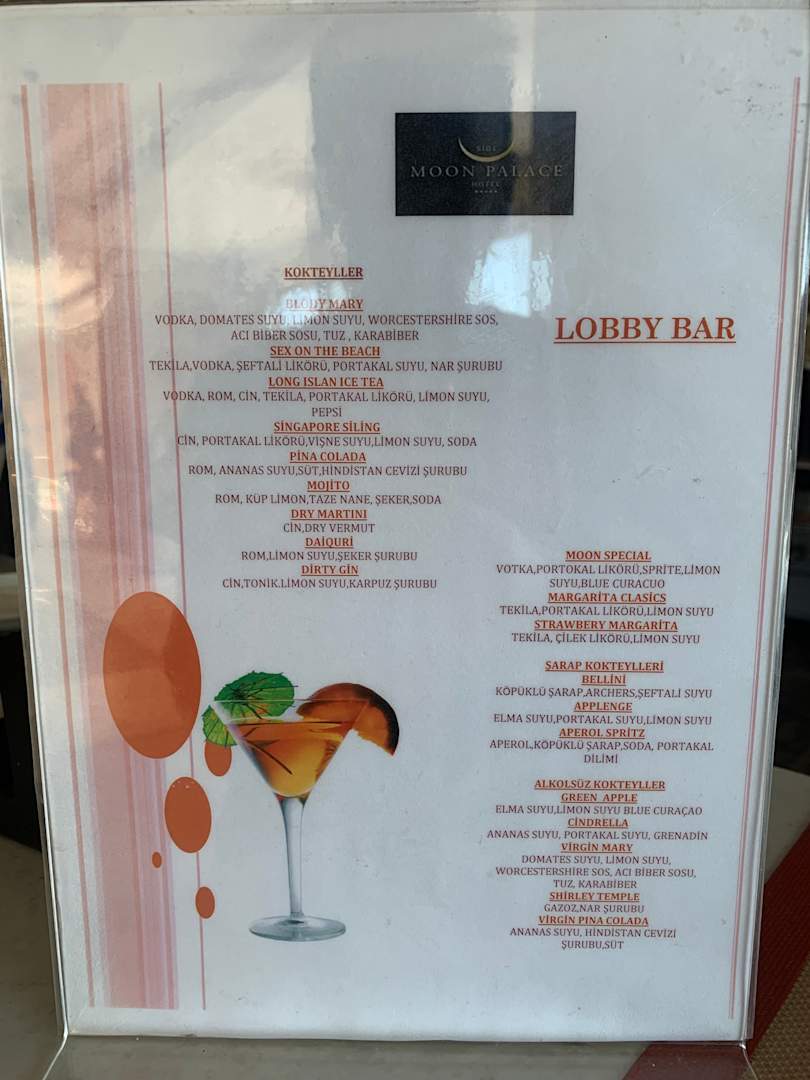 SIDE
MOON PALACE
HOTEL
KOKTEYLLER
BLODY MARY
VODKA, DOMATES SUYU, LİMON SUYU, WORCESTERSHİRE SOS,
ACI BİBER SOSU, TUZ , KARABİBER
SEX ON THE BEACH
TEKİLA,VODKA, ŞEFTALİ LİKÖRÜ, PORTAKAL SUYU, NAR ŞURUBU
LONG ISLAN ICE TEA
VODKA, ROM, CİN, TEKİLA, PORTAKAL LİKÖRÜ, LİMON SUYU,
PEPSİ
SİNGAPORE SİLİNG
CİN, PORTAKAL LİKÖRÜ,VİŞNE SUYU,LİMON SUYU, SODA
PİNA COLADA
ROM, ANANAS SUYU,SÜT,HİNDİSTAN CEVİZİ ŞURUBU
MOJİTO
ROM, KÜP LİMON,TAZE NANE, ŞEKER,SODA
DRY MARTINI
CİN,DRY VERMUT
DAİQURİ
ROM,LİMON SUYU,ŞEKER ŞURUBU
DİRTY GİN
CİN,TONİK.LİMON SUYU,KARPUZ ŞURUBU
LOBBY BAR
MOON SPECIAL
VOTKA,PORTOKAL LİKÖRÜ,SPRİTE,LİMON
SUYU,BLUE CURACUO
MARGARİTA CLASİCS
TEKİLA,PORTAKAL LİKÖRÜ,LİMON SUYU
STRAWBERY MARGARİTA
TEKİLA, ÇİLEK LİKÖRÜ,LİMON SUYU
ŞARAP KOKTEYLLERİ
BELLİNİ
KÖPÜKLÜ ŞARAP,ARCHERS,ŞEFTALİ SUYU
APPLENGE
ELMA SUYU,PORTAKAL SUYU,LİMON SUYU
APEROL SPRİTZ
APEROL,KÖPÜKLÜ ŞARAP,SODA, PORTAKAL
DİLİMİ
ALKOLSÜZ KOKTEYLLER
GREEN APPLE
ELMA SUYU,LİMON SUYU BLUE CURAÇAO
CİNDRELLA
ANANAS SUYU, PORTAKAL SUYU, GRENADİN
VİRGİN MARY
DOMATES SUYU, LİMON SUYU,
WORCESTERSHİRE SOS, ACI BİBER SOSU,
TUZ, KARABİBER
SHİRLEY TEMPLE
GAZOZ,NAR ŞURUBU
VİRGİN PINA COLADA
ANANAS SUYU, HİNDİSTAN CEVİZİ
ŞURUBU,SÜT